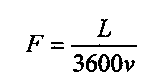 F = L / 3600v